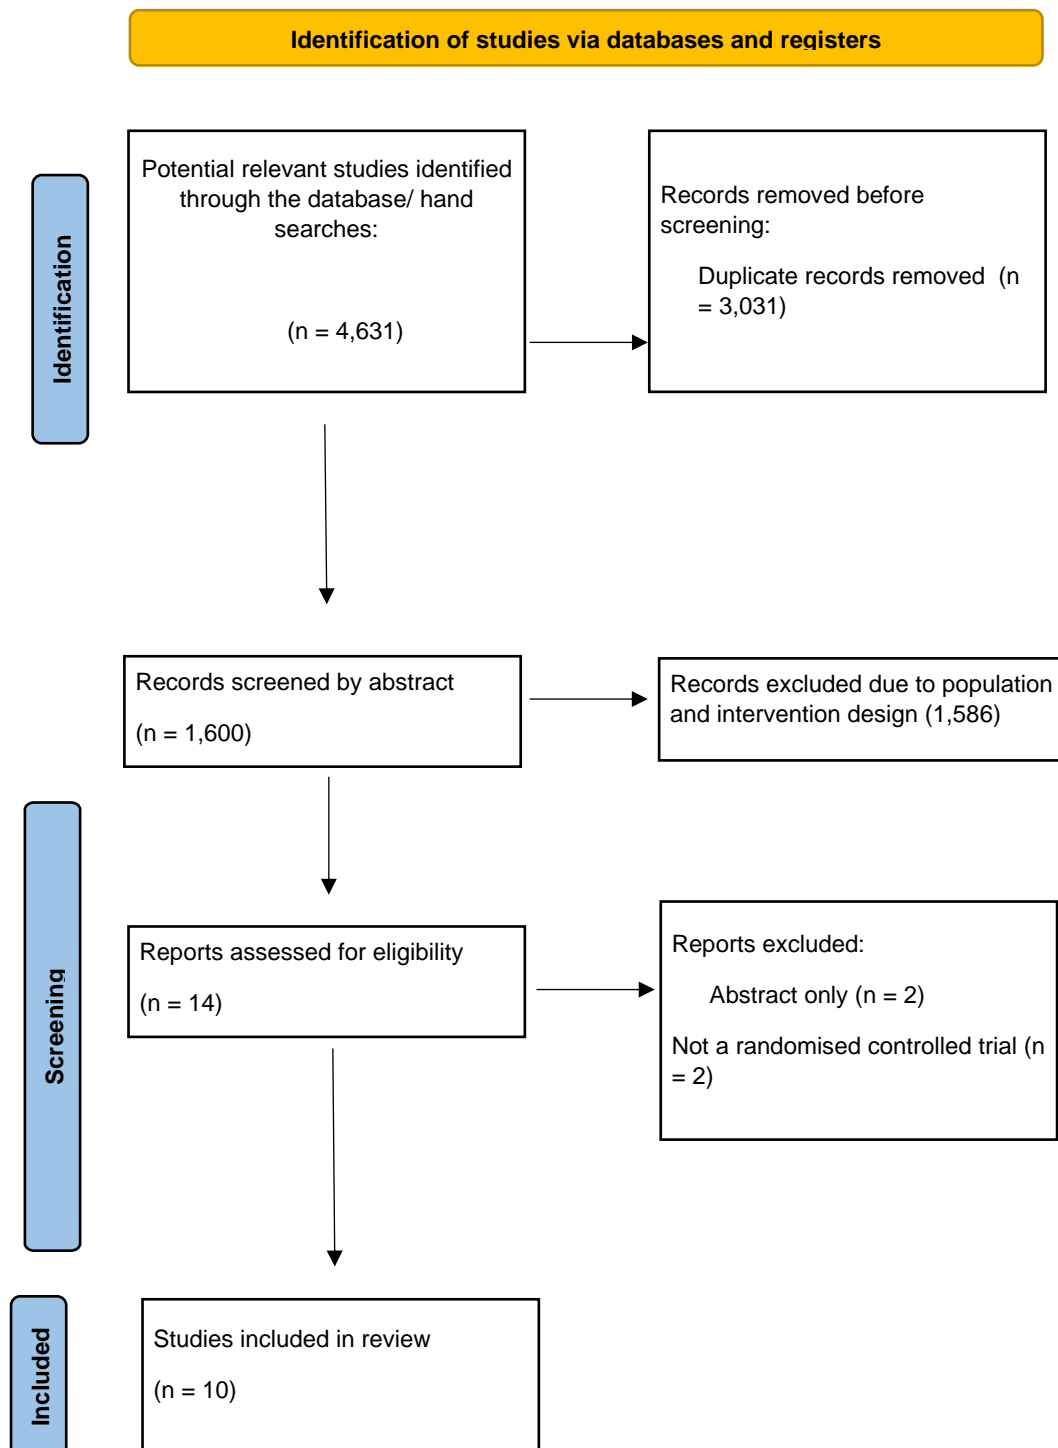 Identification of studies via databases and registers
Identification
Potential relevant studies identified
through the database/ hand
searches:
(n = 4,631)
Records removed before
screening:
Duplicate records removed  (n
= 3,031)
Records screened by abstract
(n = 1,600)
Records excluded due to population
and intervention design (1,586)
Screening
Reports assessed for eligibility
(n = 14)
Reports excluded:
Abstract only (n = 2)
Not a randomised controlled trial (n
= 2)
Included
Studies included in review
(n = 10)